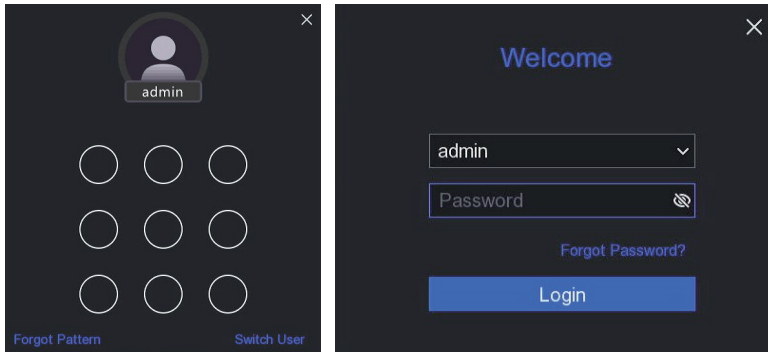 admin
Forgot Pattern
Switch User
Welcome
admin
Password
Forgot Password?
Login